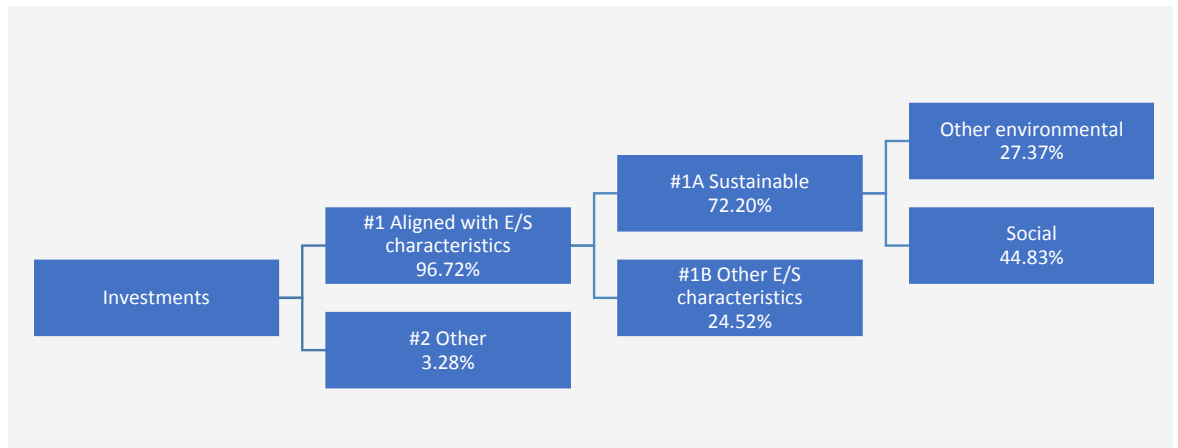 Investments
#1 Aligned with E/S
characteristics
96.72%
#2 Other
3.28%
#1A Sustainable
72.20%
#1B Other E/S
characteristics
24.52%
Other environmental
27.37%
Social
44.83%